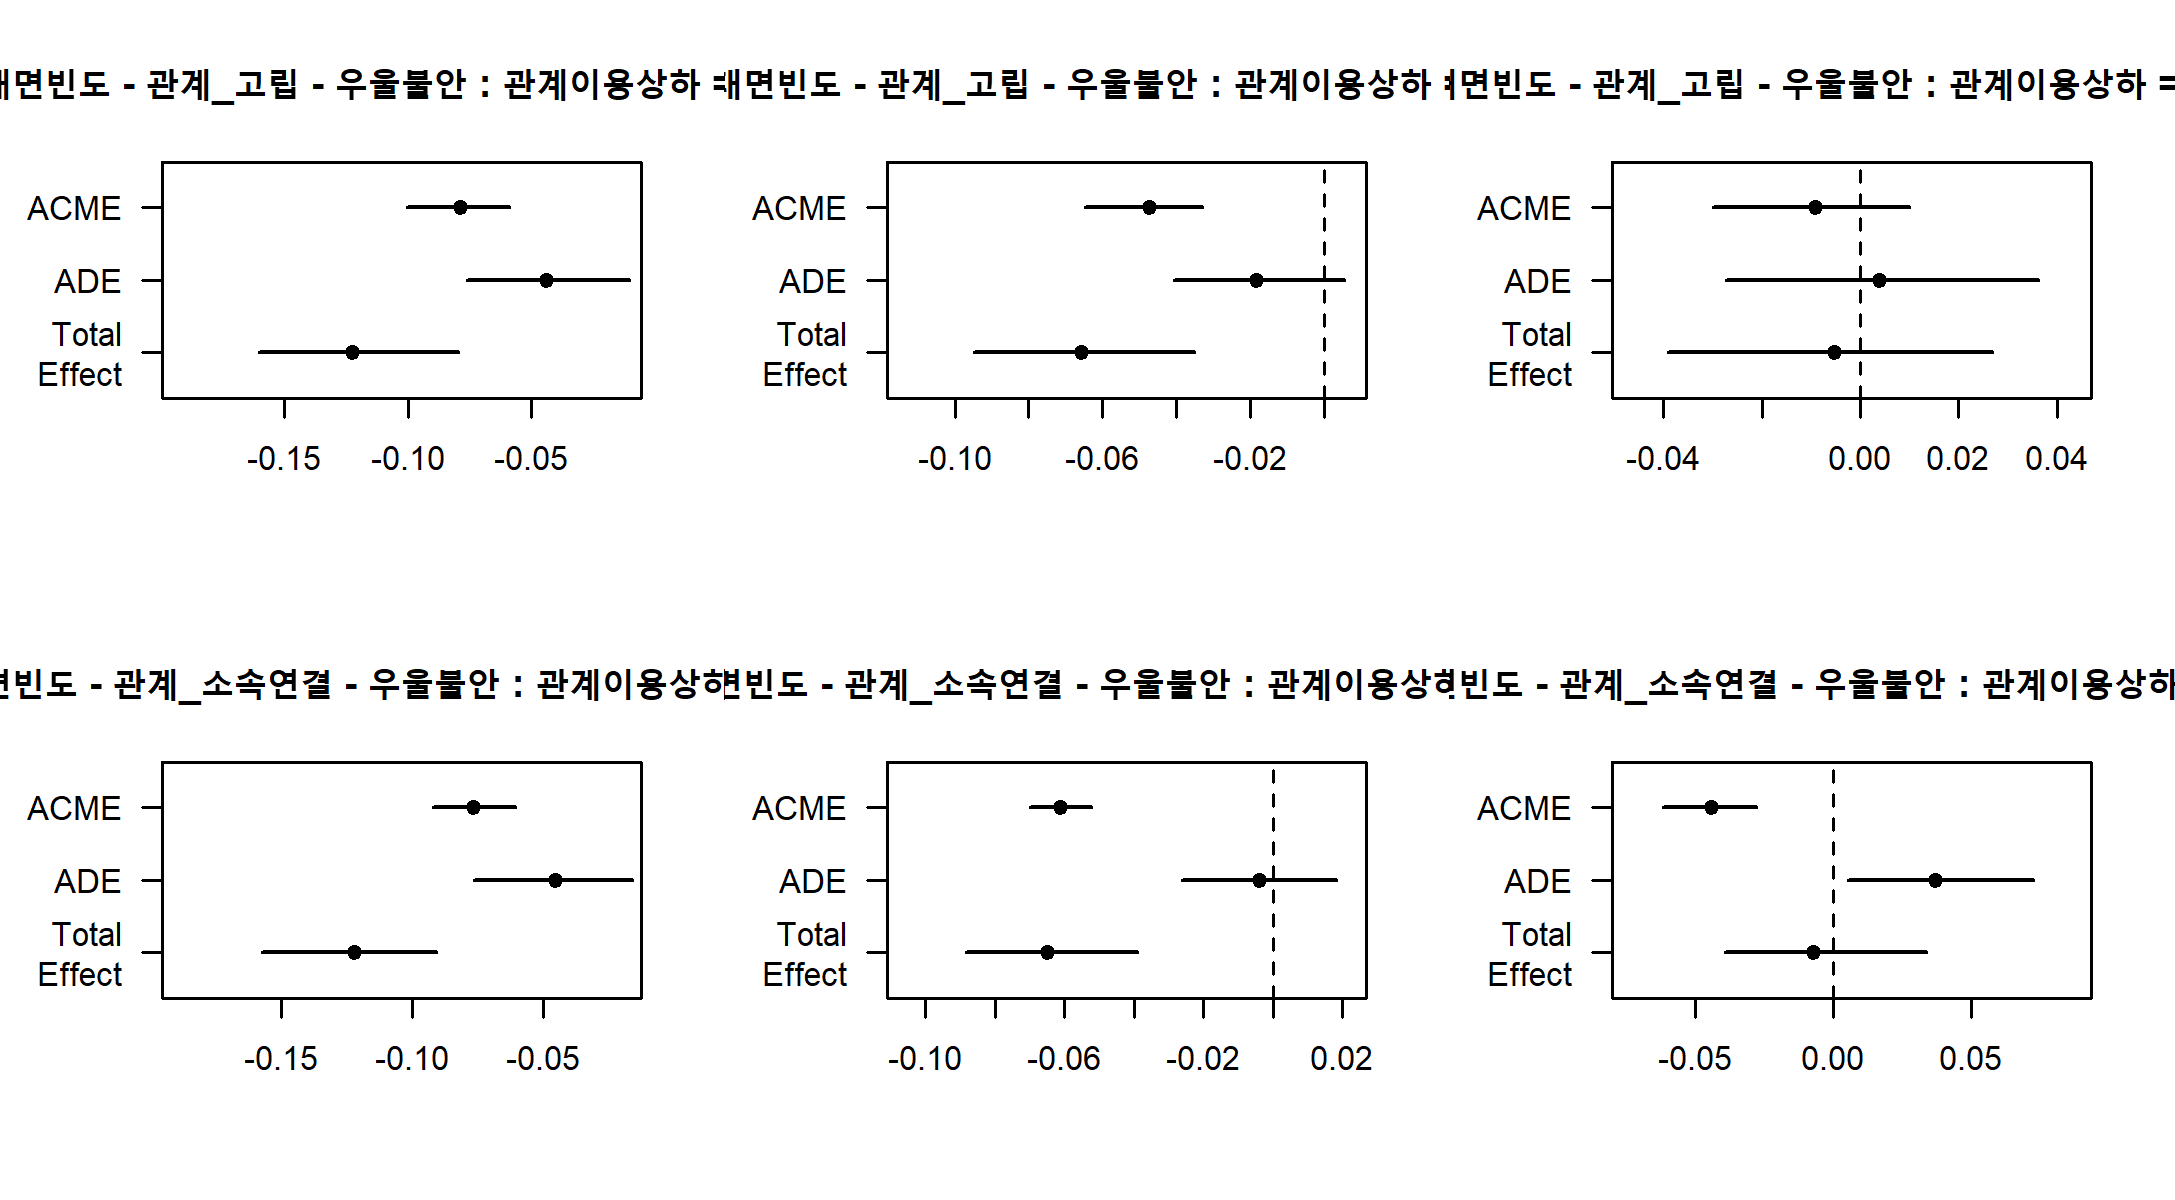 대면빈도 - 관계_고립 - 우울불안 : 관계이용상하 =
대면빈도 - 관계_고립 - 우울불안 : 관계이용상하
면빈도 - 관계_고립 - 우울불안 : 관계이용상하 =
ACME
ADE
Total
Effect
-0.15 -0.10 -0.05
ACME
ADE
Total
Effect
-0.10 -0.06 -0.02
ACME
ADE
Total
Effect
-0.04 0.00 0.02 0.04
면빈도 - 관계_소속연결 - 우울불안 : 관계이용상하
면빈도 - 관계_소속연결 - 우울불안 : 관계이용상하
빈도 - 관계_소속연결 - 우울불안 : 관계이용상하
ACME
ADE
Total
Effect
-0.15 -0.10 -0.05
ACME
ADE
Total
Effect
-0.10 -0.06 -0.02 0.02
ACME
ADE
Total
Effect
-0.05 0.00 0.05